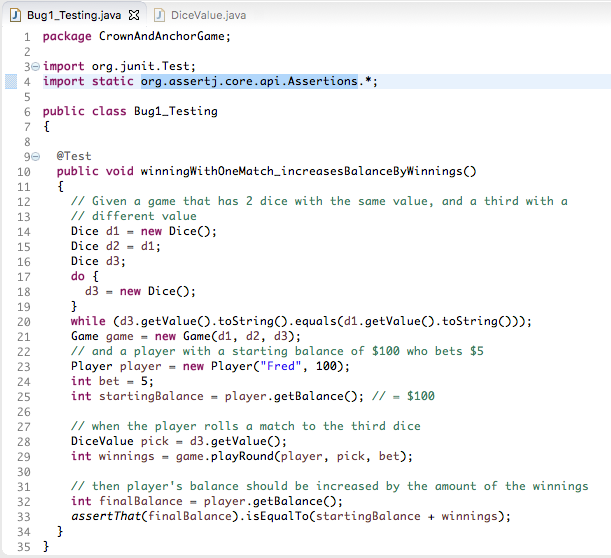 Bug1_Testing.java DiceValue.java
1 package CrownAndAnchorGame;
2
3 import org.junit.Test;
4 import static org.assertj.core.api.Assertions.*;
5
6 public class Bug1_Testing
7 {
8
9 @Test
10 public void winningWithOneMatch_increasesBalanceByWinnings()
11 {
12 // Given a game that has 2 dice with the same value, and a third with a
13 // different value
14 Dice d1 = new Dice();
15 Dice d2 = d1;
16 Dice d3;
17 do {
18 d3 = new Dice();
19 }
20 while (d3.getValue().toString().equals(d1.getValue().toString()));
21 Game game = new Game(d1, d2, d3);
22 // and a player with a starting balance of $100 who bets $5
23 Player player = new Player("Fred", 100);
24 int bet = 5;
25 int startingBalance = player.getBalance(); // = $100
26
27 // when the player rolls a match to the third dice
28 DiceValue pick = d3.getValue();
29 int winnings = game.playRound(player, pick, bet);
30
31 // then player's balance should be increased by the amount of the winnings
32 int finalBalance = player.getBalance();
33 assertThat(finalBalance).isEqualTo(startingBalance + winnings);
34 }
35 }